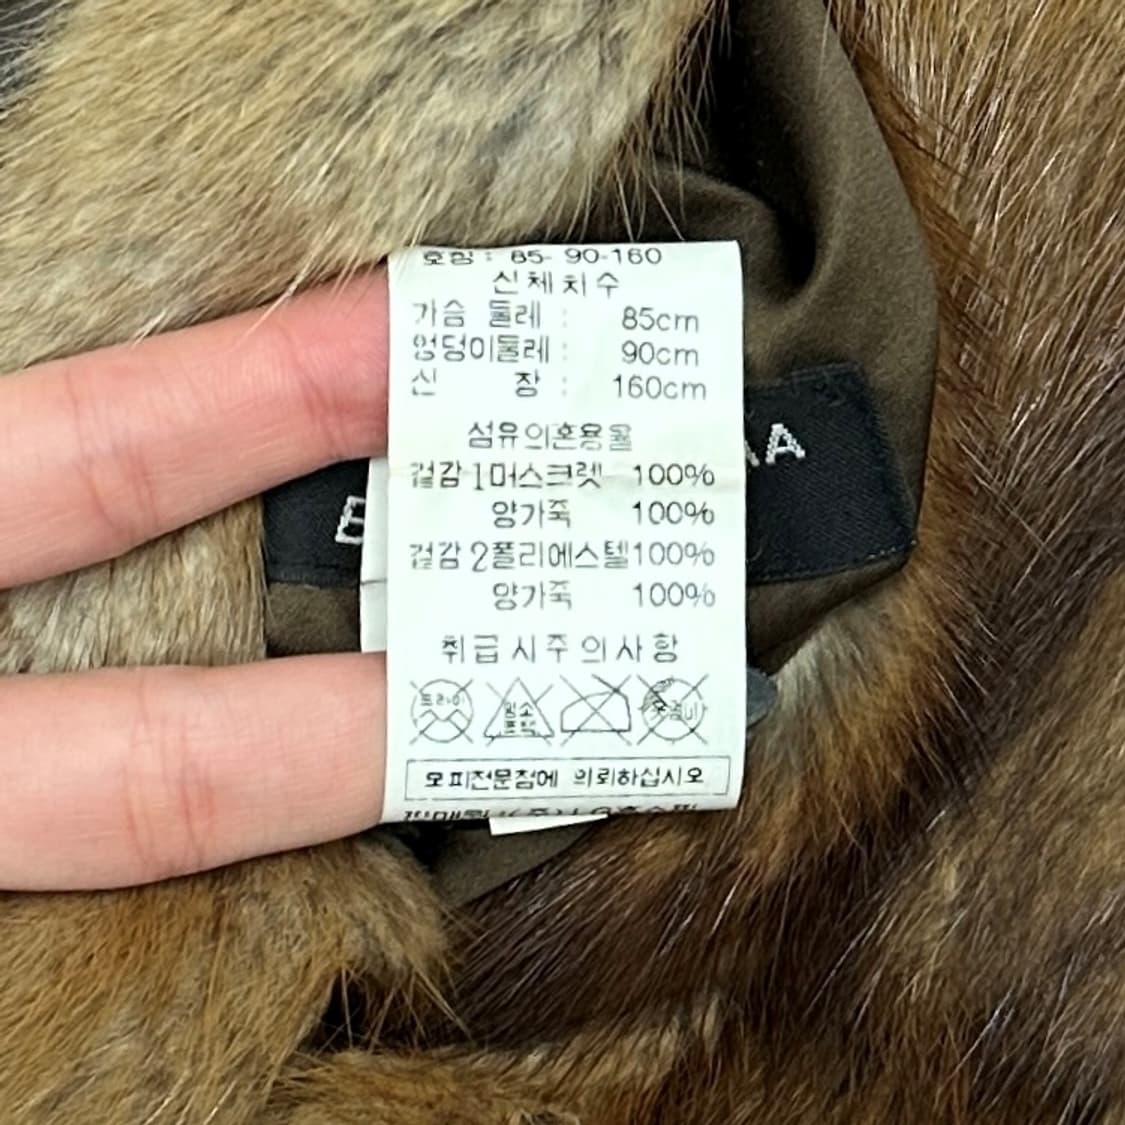 호칭 : 85- 90-160
신체치수
가슴 둘레 : 85cm
엉덩이둘레 : 90cm
신 장 : 160cm
섬유의혼용율
겉감1머스크렛 100%
양가죽 100%
겉감2폴리에스텔100%
양가죽 100%
취급시주의사항
드라이
염소
표백
모피전문점에 의뢰하십시오